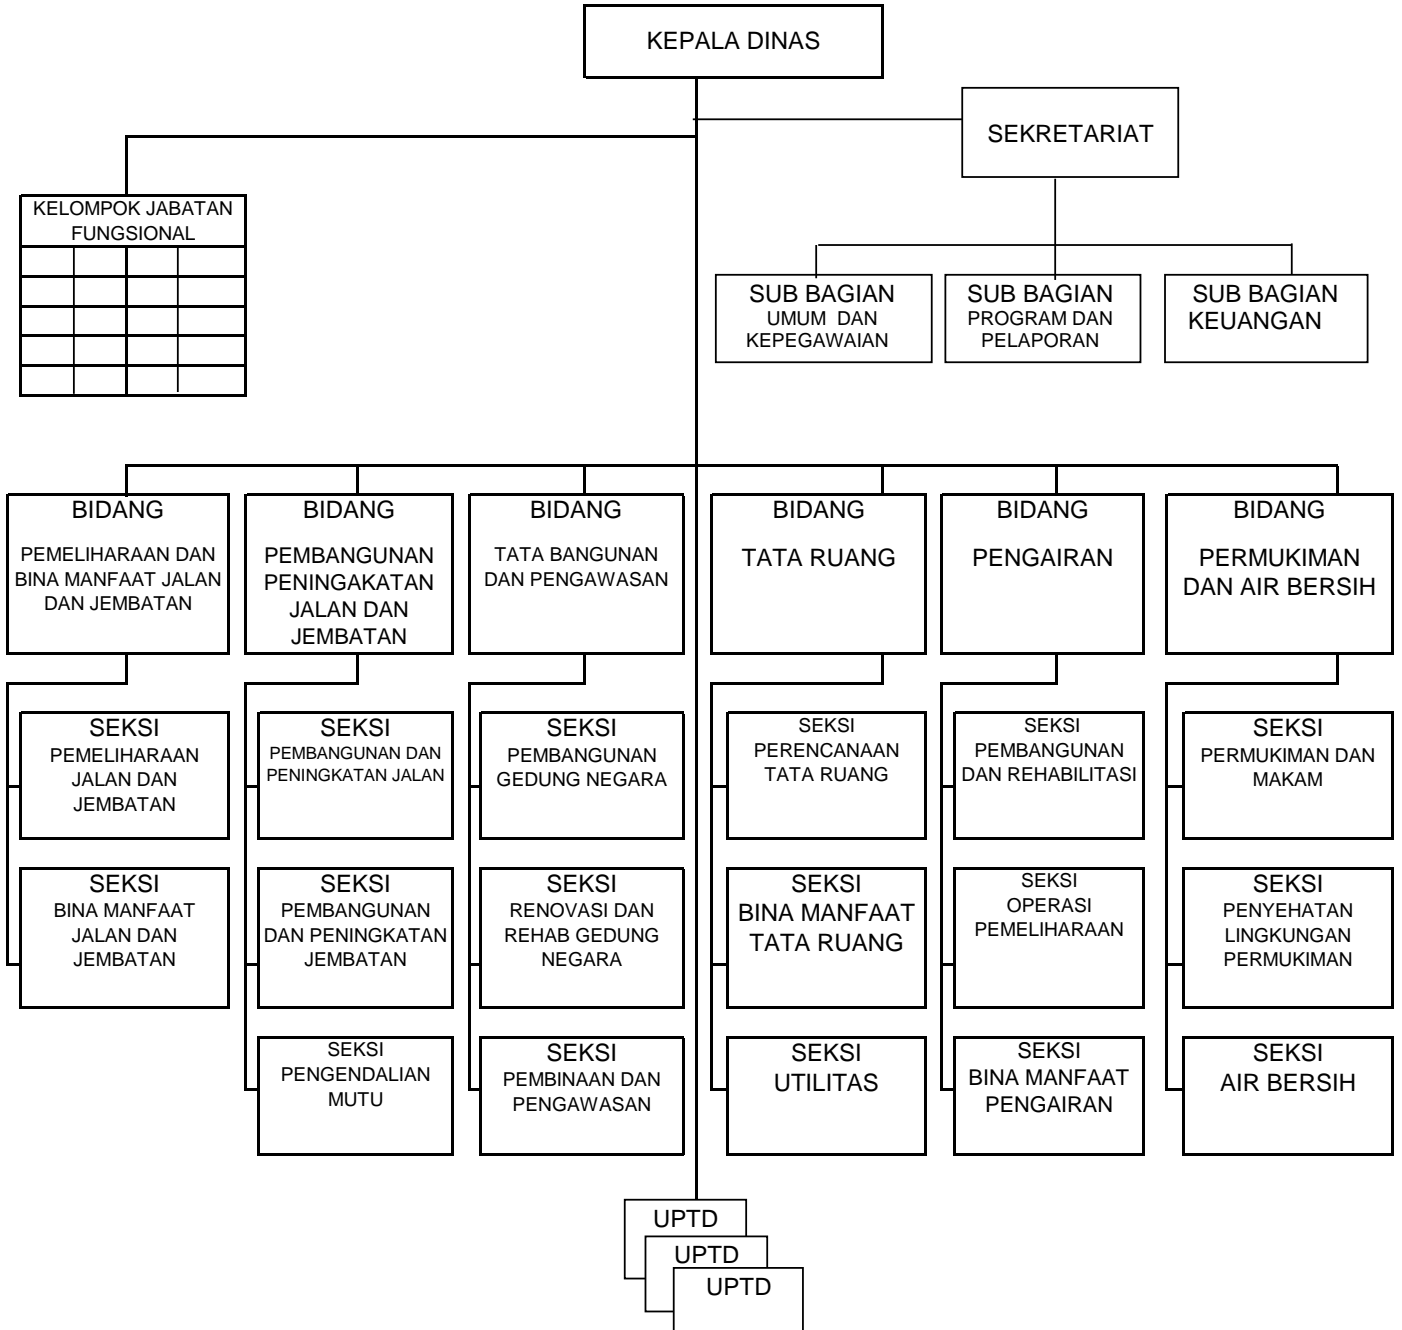 KEPALA DINAS
SEKRETARIAT
KELOMPOK JABATAN
FUNGSIONAL
SUB BAGIAN
UMUM DAN
KEPEGAWAIAN
SUB BAGIAN
PROGRAM DAN
PELAPORAN
SUB BAGIAN
KEUANGAN
BIDANG
PEMELIHARAAN DAN
BINA MANFAAT JALAN
DAN JEMBATAN
BIDANG
PEMBANGUNAN
PENINGAKATAN
JALAN DAN
JEMBATAN
BIDANG
TATA BANGUNAN
DAN PENGAWASAN
BIDANG
TATA RUANG
BIDANG
PENGAIRAN
BIDANG
PERMUKIMAN
DAN AIR BERSIH
SEKSI
PEMELIHARAAN
JALAN DAN
JEMBATAN
SEKSI
PEMBANGUNAN DAN
PENINGKATAN JALAN
SEKSI
PEMBANGUNAN
GEDUNG NEGARA
SEKSI
PERENCANAAN
TATA RUANG
SEKSI
PEMBANGUNAN
DAN REHABILITASI
SEKSI
PERMUKIMAN DAN
MAKAM
SEKSI
BINA MANFAAT
JALAN DAN
JEMBATAN
SEKSI
PEMBANGUNAN
DAN PENINGKATAN
JEMBATAN
SEKSI
RENOVASI DAN
REHAB GEDUNG
NEGARA
SEKSI
BINA MANFAAT
TATA RUANG
SEKSI
OPERASI
PEMELIHARAAN
SEKSI
PENYEHATAN
LINGKUNGAN
PERMUKIMAN
SEKSI
PENGENDALIAN
MUTU
SEKSI
PEMBINAAN DAN
PENGAWASAN
SEKSI
UTILITAS
SEKSI
BINA MANFAAT
PENGAIRAN
SEKSI
AIR BERSIH
UPTD
UPTD
UPTD